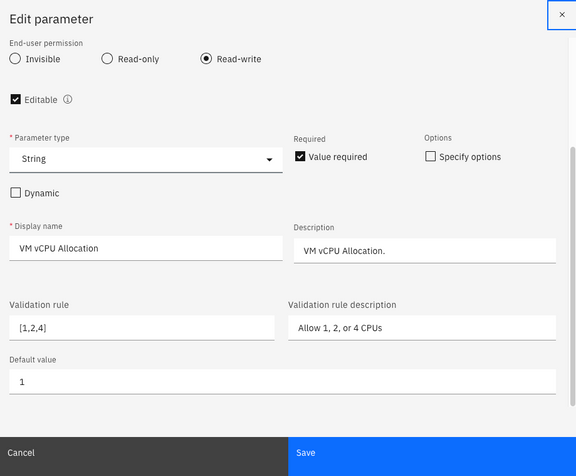 Edit parameter
End-user permission
Invisible
Read-only
Read-write
Editable
* Parameter type
Required
Options
String
Value required
Specify options
Dynamic
* Display name
Description
VM vCPU Allocation
VM vCPU Allocation.
Validation rule
Validation rule description
[1,2,4]
Allow 1, 2, or 4 CPUs
Default value
1
Cancel
Save